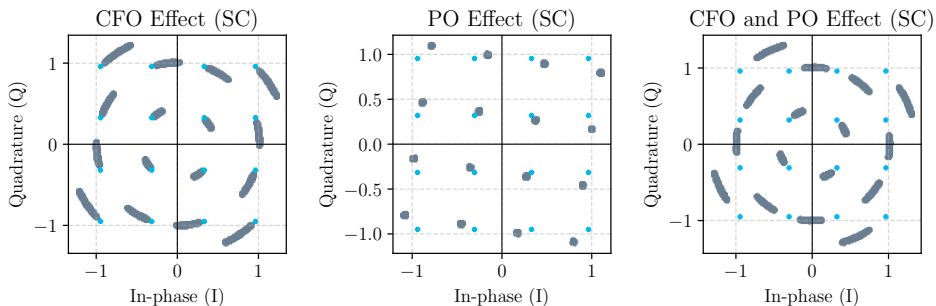 CFO Effect (SC)
Quadrature (Q)
1
0
−1
−1
0
1
In-phase (I)
PO Effect (SC)
Quadrature (Q)
1.0
0.5
0.0
−0.5
−1.0
−1
0
1
In-phase (I)
CFO and PO Effect (SC)
Quadrature (Q)
1
0
−1
−1
0
1
In-phase (I)